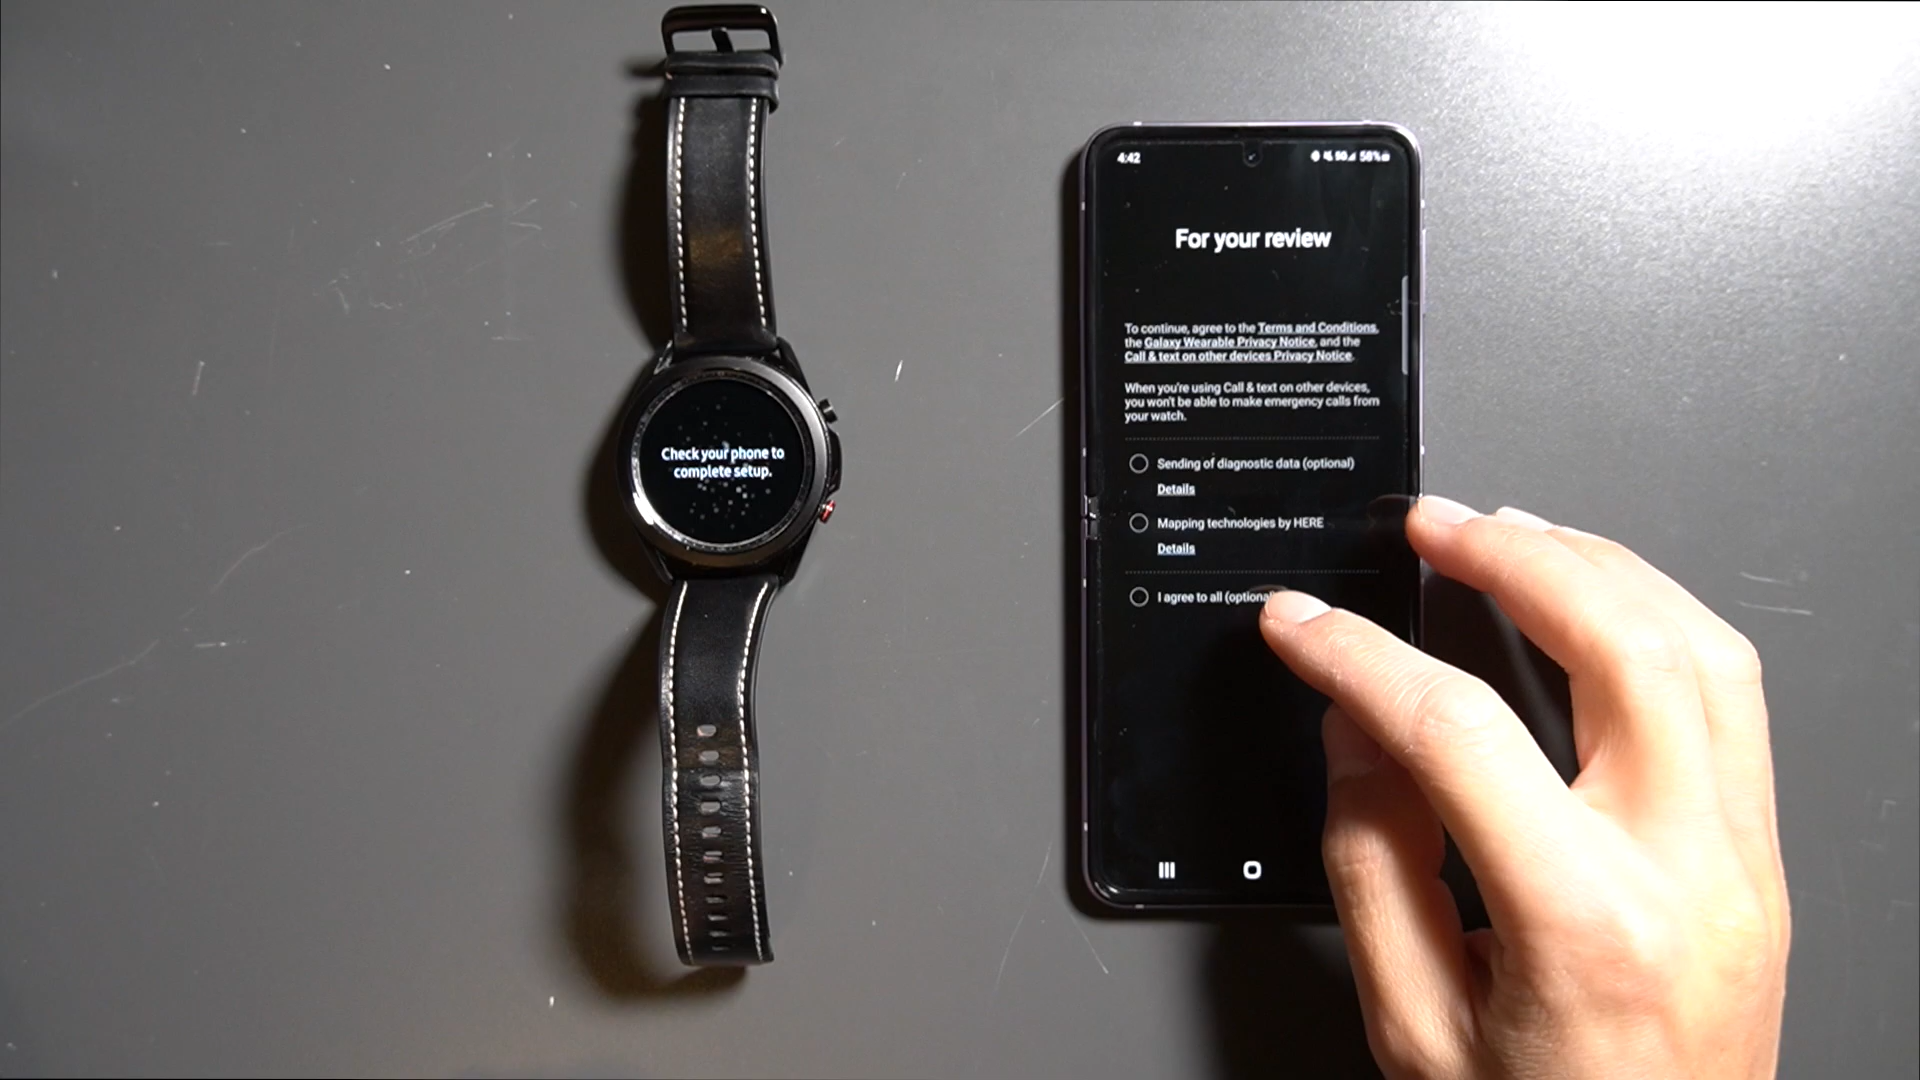 Check your phone to
complete setup.
4:42
58%
For your review
To continue, agree to the Terms and Conditions,
the Galaxy Wearable Privacy Notice, and the
Call & text on other devices Privacy Notice.
When you're using Call & text on other devices,
you won't be able to make emergency calls from
your watch.
Sending of diagnostic data (optional)
Details
Mapping technologies by HERE
Details
I agree to all (optional)